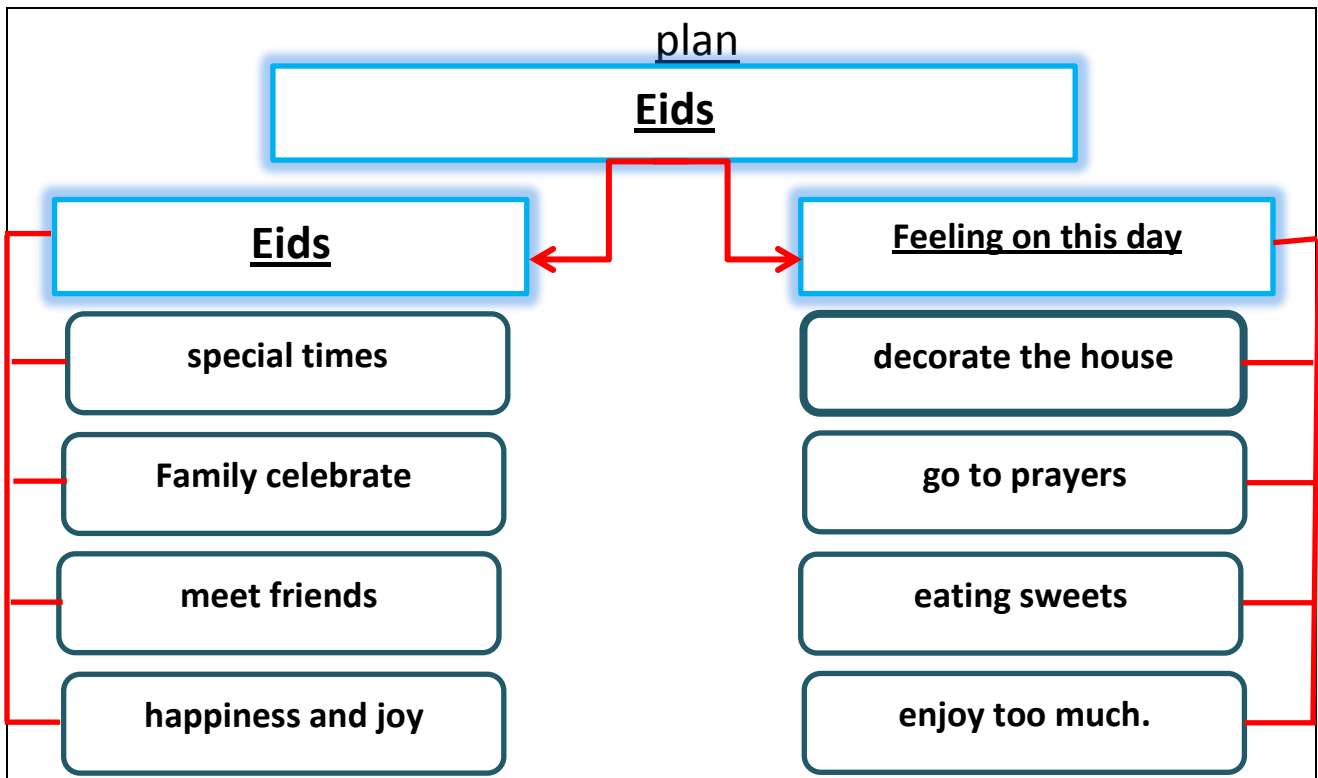 plan
Eids
Eids
Feeling on this day
special times
decorate the house
Family celebrate
go to prayers
meet friends
eating sweets
happiness and joy
enjoy too much.